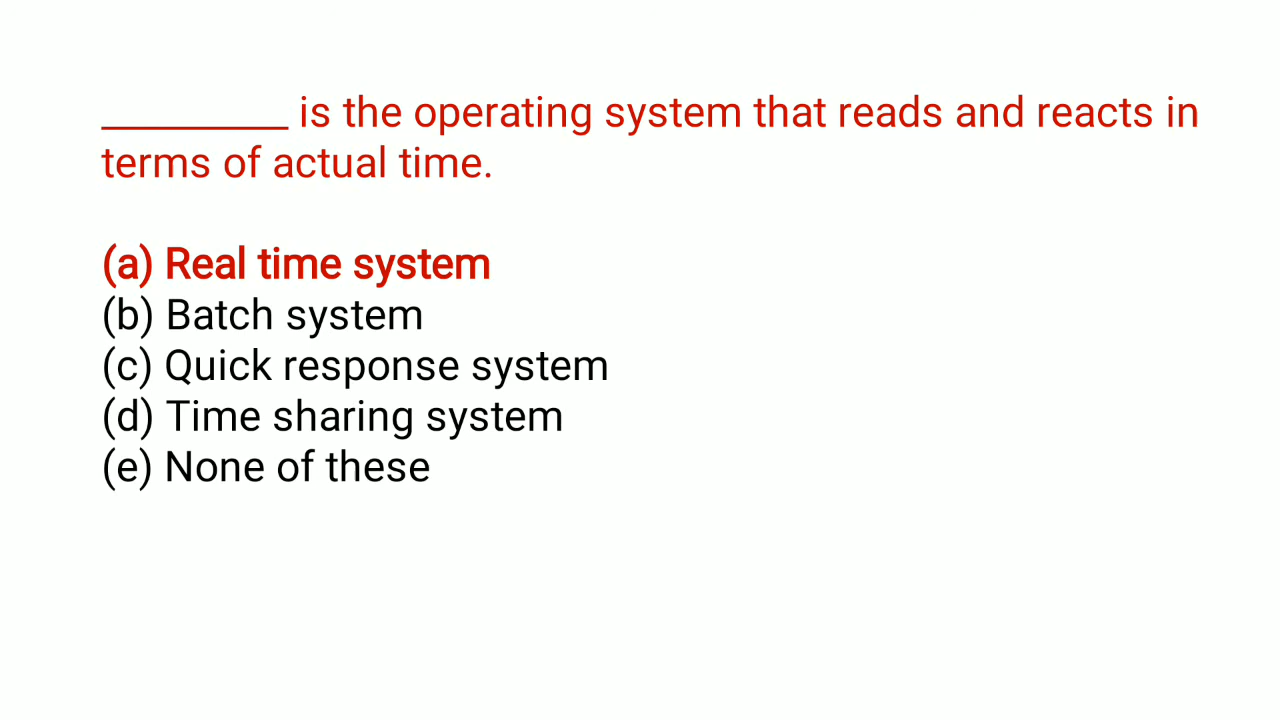 __________ is the operating system that reads and reacts in
terms of actual time.
(a) Real time system
(b) Batch system
(c) Quick response system
(d) Time sharing system
(e) None of these